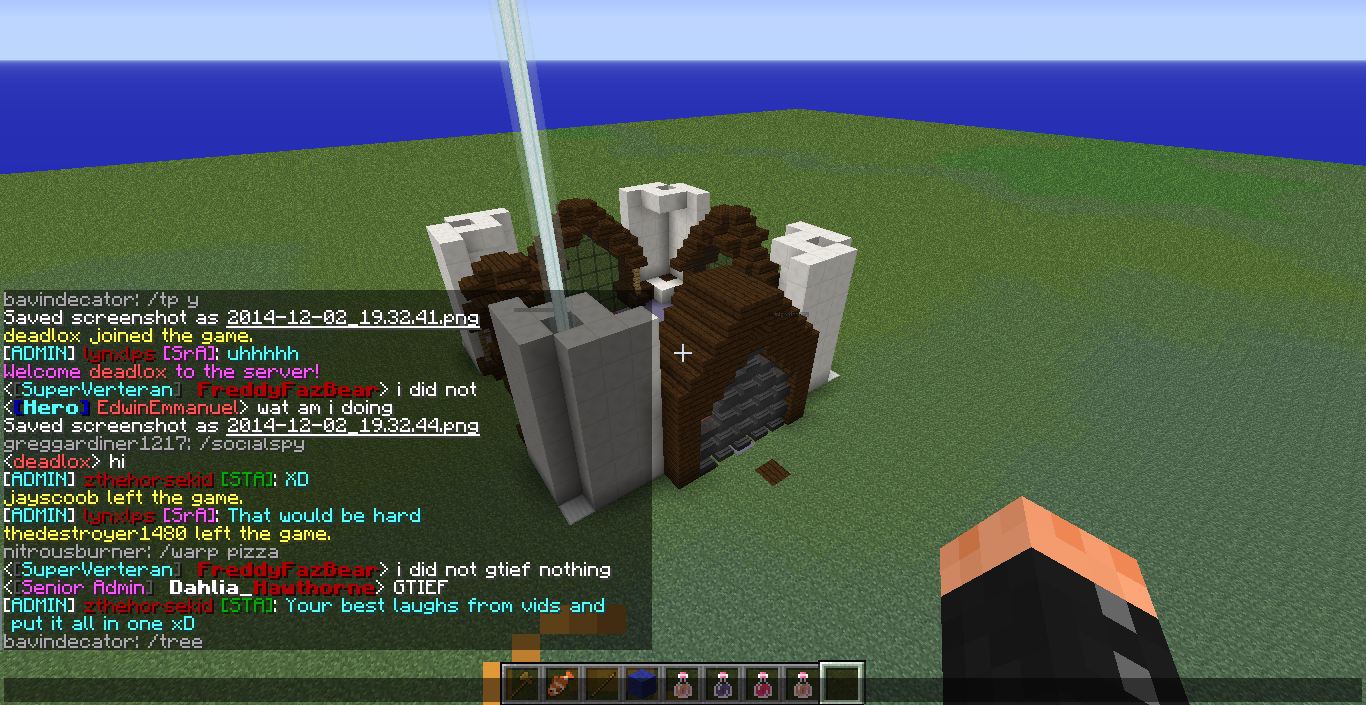 bavindecator: /tp y
Saved screenshot as 2014-12-02_19.32.41.png
deadlox joined the game.
[ADMIN] lynxlps [SrA]: uhhhhh
Welcome deadlox to the server!
<[SuperVerteran] FreddyFazBear> i did not
<[Hero] EdwinEmmanuel> wat am i doing
Saved screenshot as 2014-12-02_19.32.44.png
greggardiner1217: /socialspy
<deadlox> hi
[ADMIN] zthehorsekid [STA]: XD
jayscoob left the game.
[ADMIN] lynxlps [SrA]: That would be hard
thedestroyer1480 left the game.
nitrousburner: /warp pizza
<[SuperVerteran] FreddyFazBear> i did not gtief nothing
<[Senior Admin] Dahlia_Hawthorne> GTIEF
[ADMIN] zthehorsekid [STA]: Your best laughs from vids and
put it all in one xD
bavindecator: /tree